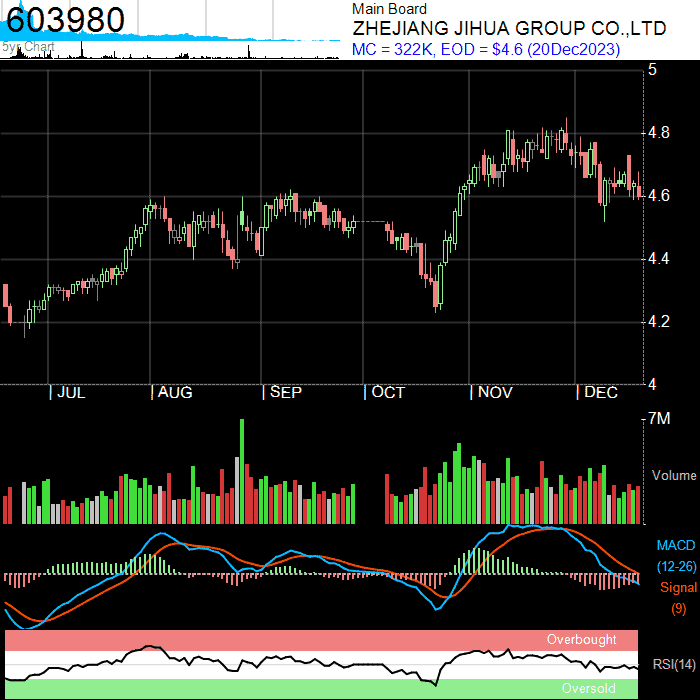 603980
5yr Chart
Main Board
ZHEJIANG JIHUA GROUP CO.,LTD
MC = 322K, EOD = $4.6 (20Dec2023)
5
4.8
4.6
4.4
4.2
4
JUL AUG SEP OCT NOV DEC
7M
Volume
MACD
(12-26)
Signal
(9)
Overbought
RSI(14)
Oversold